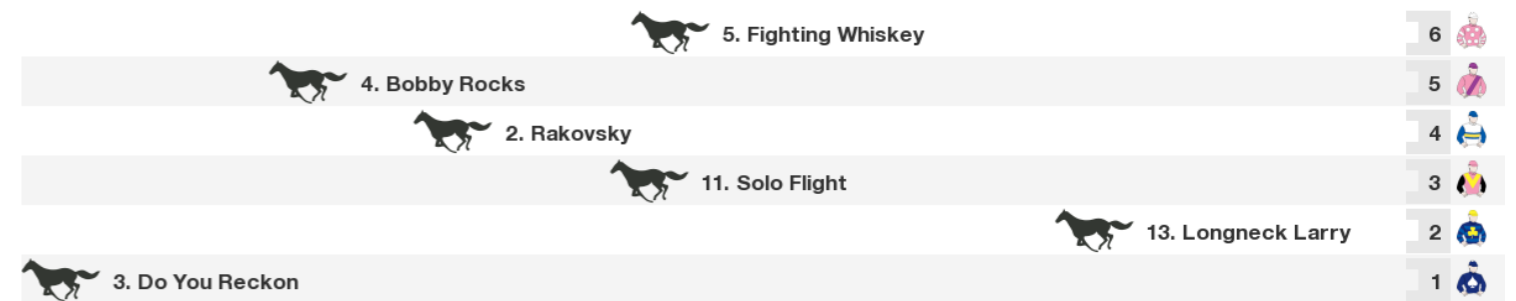 5. Fighting Whiskey 6
4. Bobby Rocks 5
2. Rakovsky 4
11. Solo Flight 3
13. Longneck Larry 2
3. Do You Reckon 1